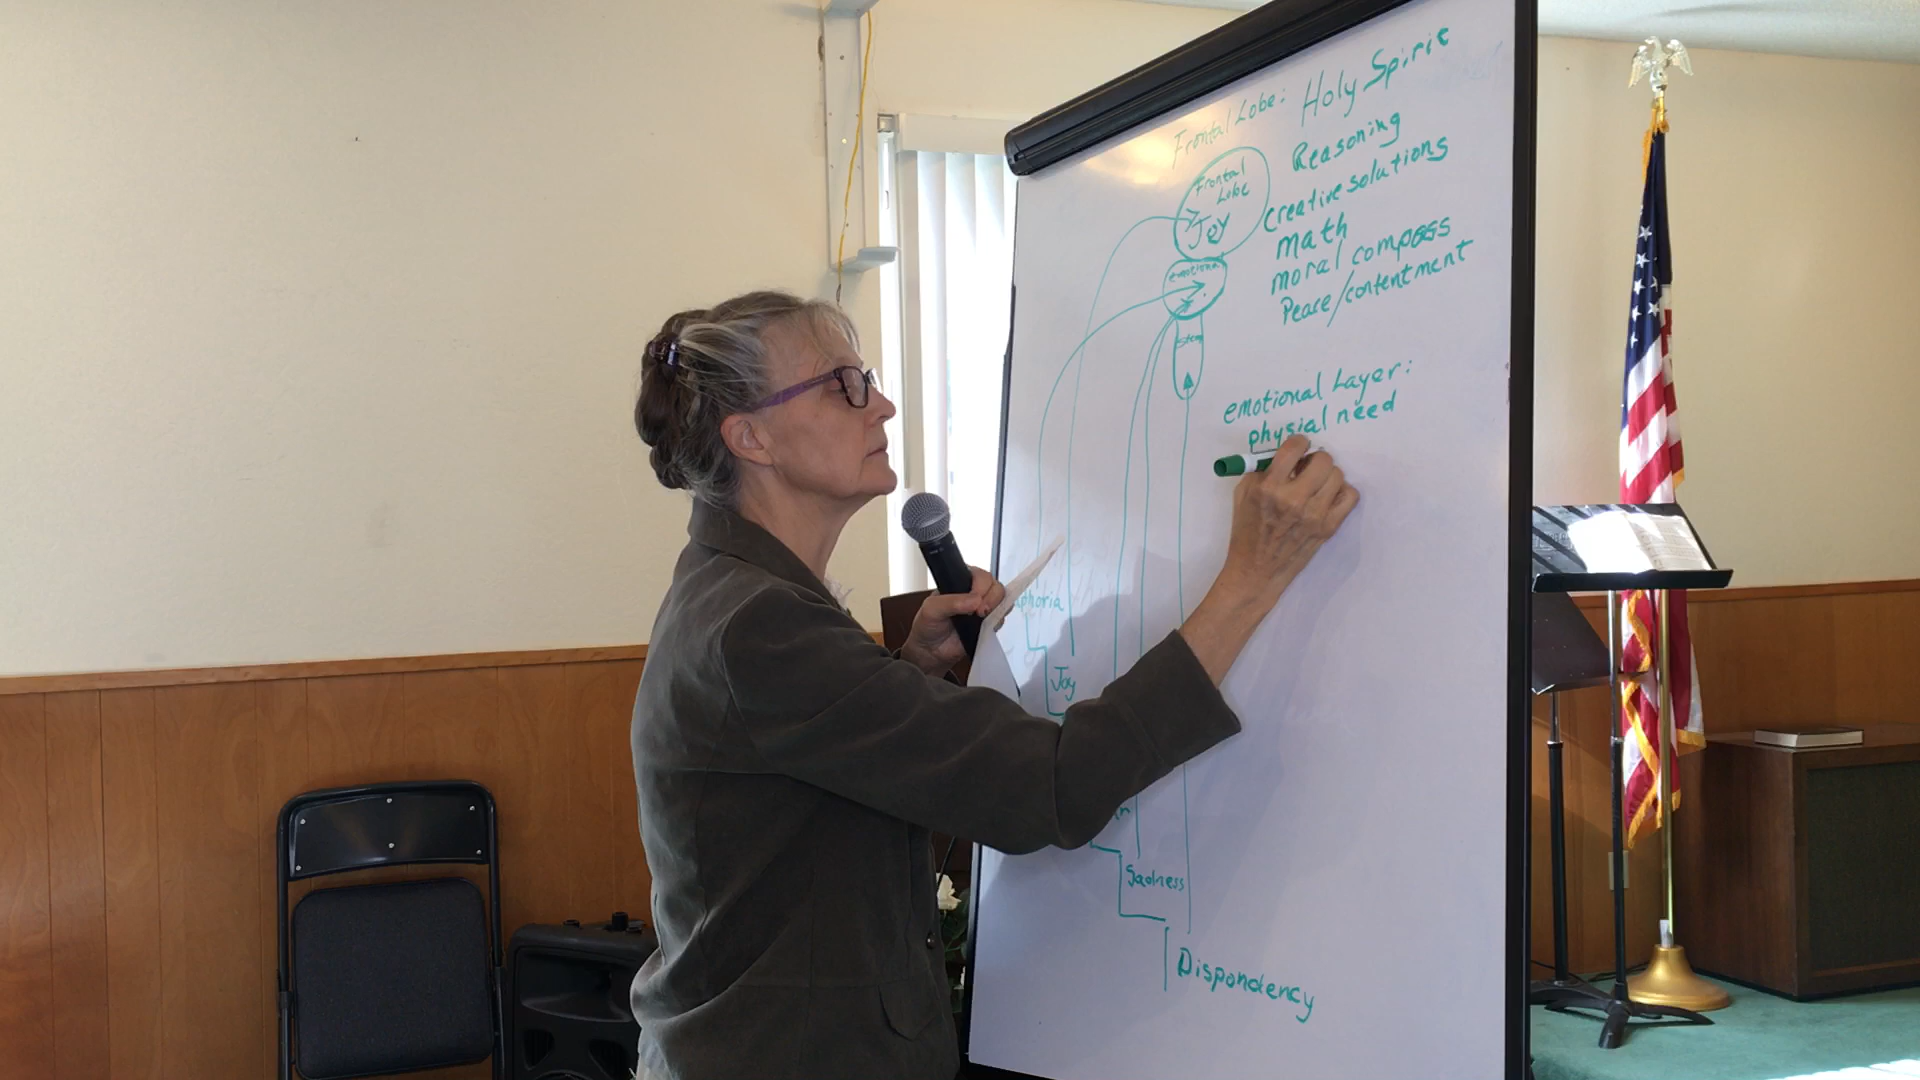 Frontal Lobe: Holy Spirit
Reasoning
creative solutions
math
moral compass
Peace/contentment
Frontal
Lobe
Joy
emotional
Stem
emotional Layer:
physial need
Joy
Sadness
Dispondency